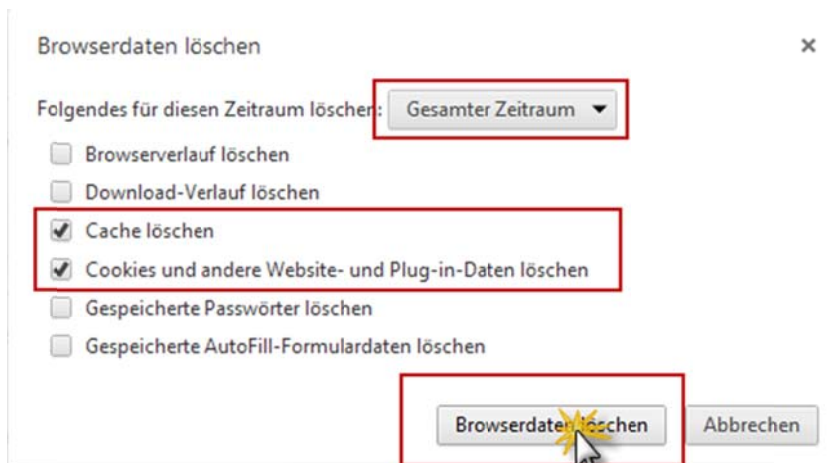 Browserdaten löschen
Folgendes für diesen Zeitraum löschen: Gesamter Zeitraum
Browserverlauf löschen
Download-Verlauf löschen
Cache löschen
Cookies und andere Website- und Plug-in-Daten löschen
Gespeicherte Passwörter löschen
Gespeicherte AutoFill-Formulardaten löschen
Browserdaten löschen Abbrechen